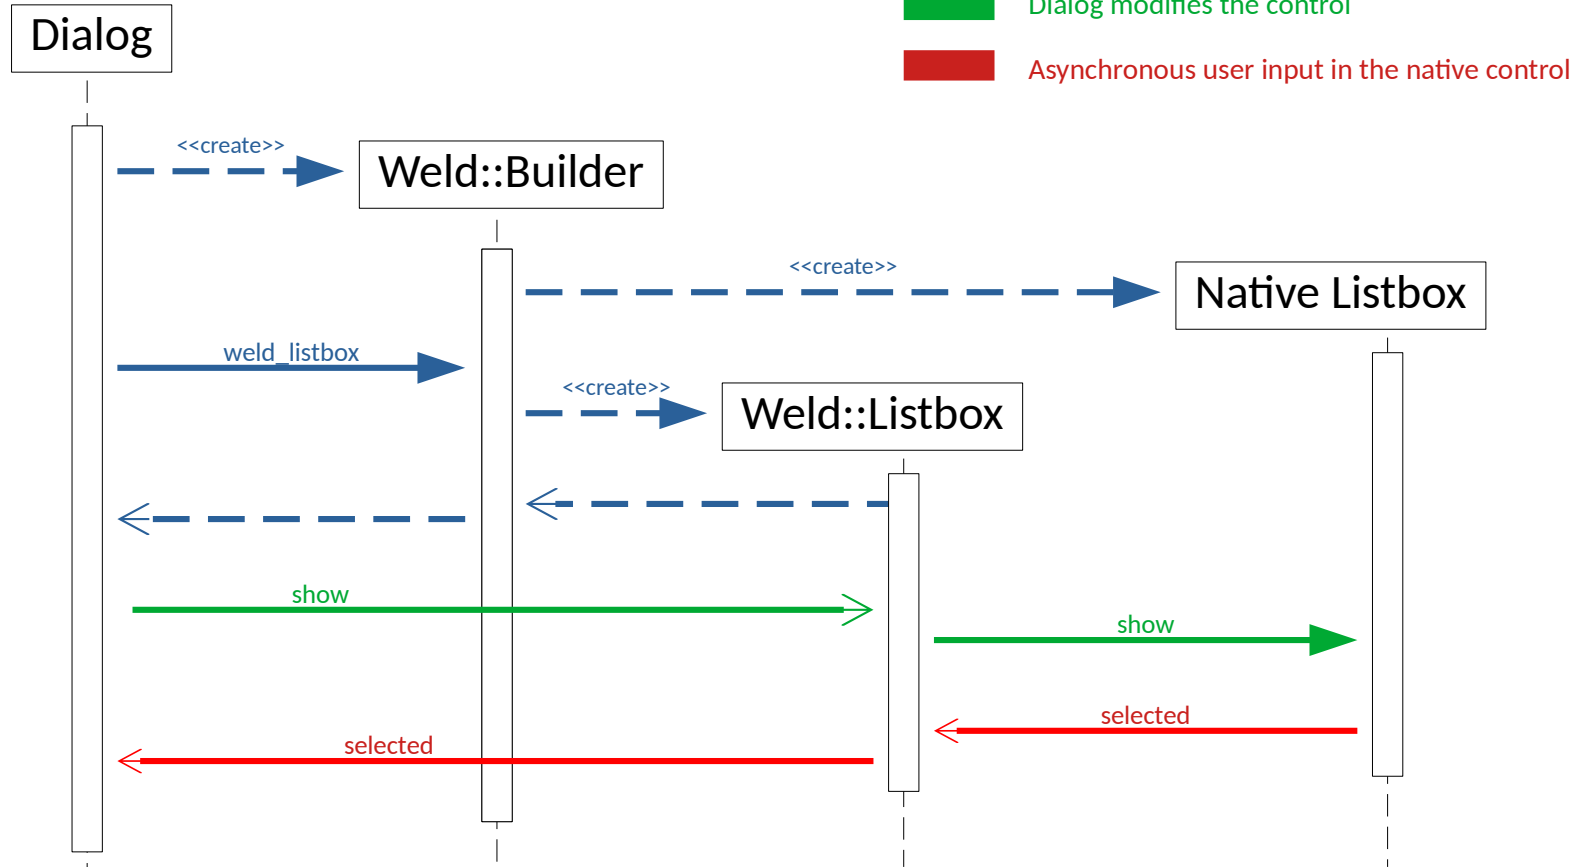 Dialog modifies the control
Dialog
Asynchronous user input in the native control
<<create>>
Weld::Builder
<<create>>
Native Listbox
weld_listbox
<<create>>
Weld::Listbox
show
show
selected
selected